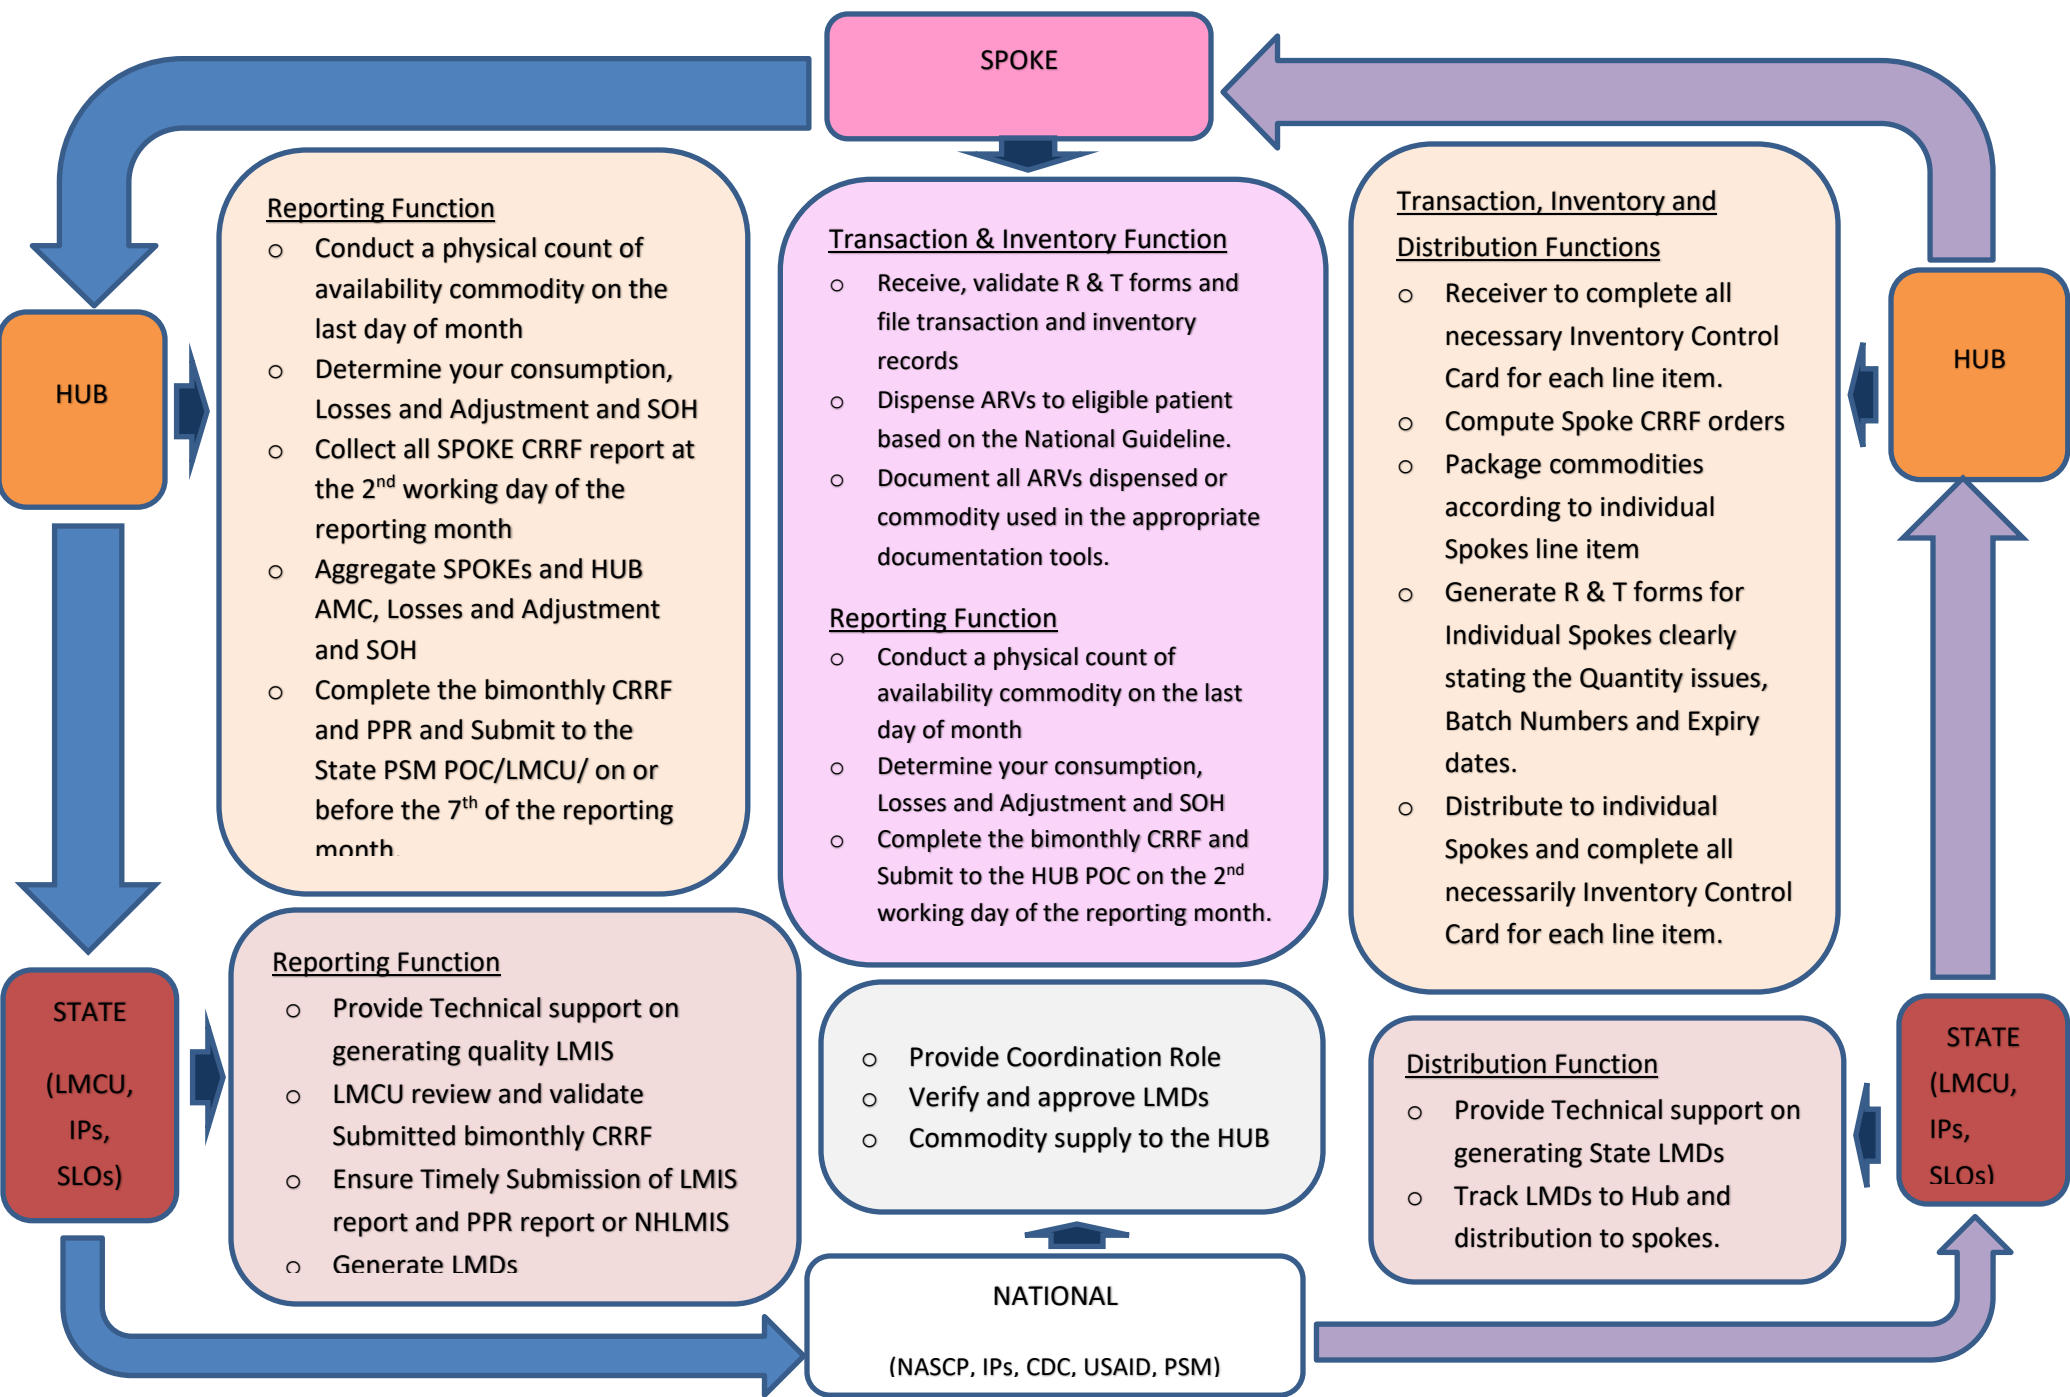 SPOKE
Reporting Function
o Conduct a physical count of
availability commodity on the
last day of month
o Determine your consumption,
Losses and Adjustment and SOH
o Collect all SPOKE CRRF report at
the 2nd working day of the
reporting month
o Aggregate SPOKEs and HUB
AMC, Losses and Adjustment
and SOH
o Complete the bimonthly CRRF
and PPR and Submit to the
State PSM POC/LMCU/ on or
before the 7th of the reporting
month.
HUB
Transaction & Inventory Function
o Receive, validate R & T forms and
file transaction and inventory
records
o Dispense ARVs to eligible patient
based on the National Guideline.
o Document all ARVs dispensed or
commodity used in the appropriate
documentation tools.
Reporting Function
o Conduct a physical count of
availability commodity on the last
day of month
o Determine your consumption,
Losses and Adjustment and SOH
o Complete the bimonthly CRRF and
Submit to the HUB POC on the 2nd
working day of the reporting month.
Transaction, Inventory and
Distribution Functions
o Receiver to complete all
necessary Inventory Control
Card for each line item.
o Compute Spoke CRRF orders
o Package commodities
according to individual
Spokes line item
o Generate R & T forms for
Individual Spokes clearly
stating the Quantity issues,
Batch Numbers and Expiry
dates.
o Distribute to individual
Spokes and complete all
necessarily Inventory Control
Card for each line item.
HUB
STATE
(LMCU,
IPs,
SLOs)
Reporting Function
o Provide Technical support on
generating quality LMIS
o LMCU review and validate
Submitted bimonthly CRRF
o Ensure Timely Submission of LMIS
report and PPR report or NHLMIS
o Generate LMDs
o Provide Coordination Role
o Verify and approve LMDs
o Commodity supply to the HUB
Distribution Function
o Provide Technical support on
generating State LMDs
o Track LMDs to Hub and
distribution to spokes.
STATE
(LMCU,
IPs,
SLOs)
NATIONAL
(NASCP, IPs, CDC, USAID, PSM)